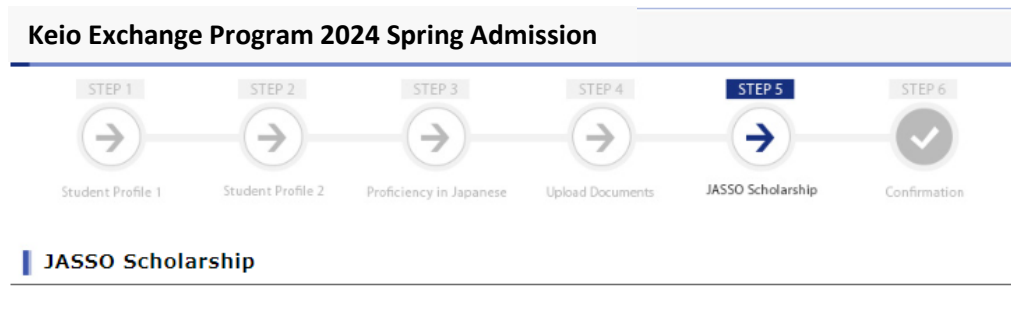 Keio Exchange Program 2024 Spring Admission
STEP 1 STEP 2 STEP 3 STEP 4 STEP 5 STEP 6
Student Profile 1 Student Profile 2 Proficiency in Japanese Upload Documents JASSO Scholarship Confirmation
JASSO Scholarship